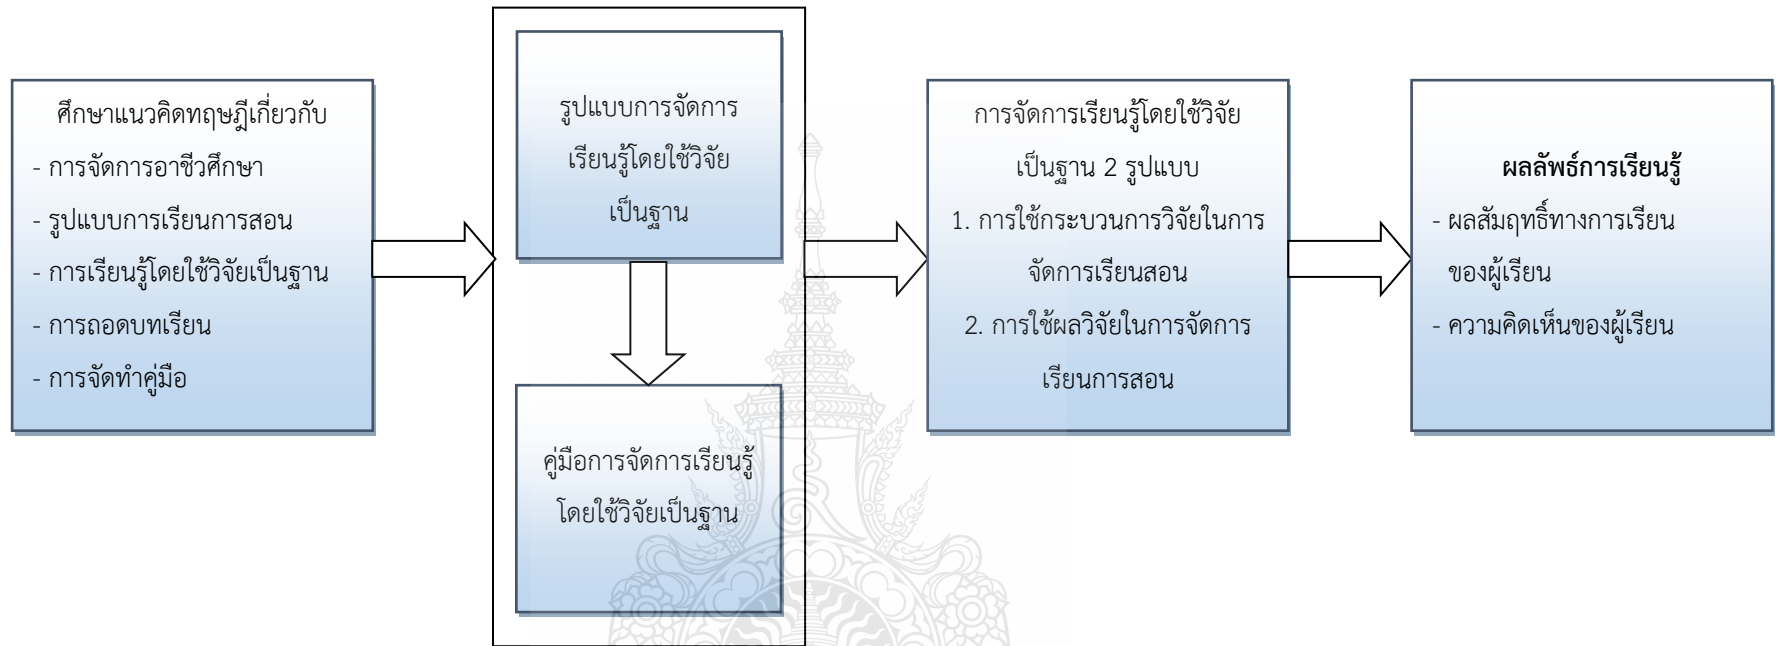 ศึกษาแนวคิดทฤษฎีเกี่ยวกับ
- การจัดการอาชีวศึกษา
- รูปแบบการเรียนการสอน
- การเรียนรู้โดยใช้วิจัยเป็นฐาน
- การถอดบทเรียน
- การจัดทำคู่มือ
รูปแบบการจัดการ
เรียนรู้โดยใช้วิจัย
เป็นฐาน
คู่มือการจัดการเรียนรู้
โดยใช้วิจัยเป็นฐาน
การจัดการเรียนรู้โดยใช้วิจัย
เป็นฐาน 2 รูปแบบ
1. การใช้กระบวนการวิจัยในการ
จัดการเรียนสอน
2. การใช้ผลวิจัยในการจัดการ
เรียนการสอน
ผลลัพธ์การเรียนรู้
- ผลสัมฤทธิ์ทางการเรียน
ของผู้เรียน
- ความคิดเห็นของผู้เรียน